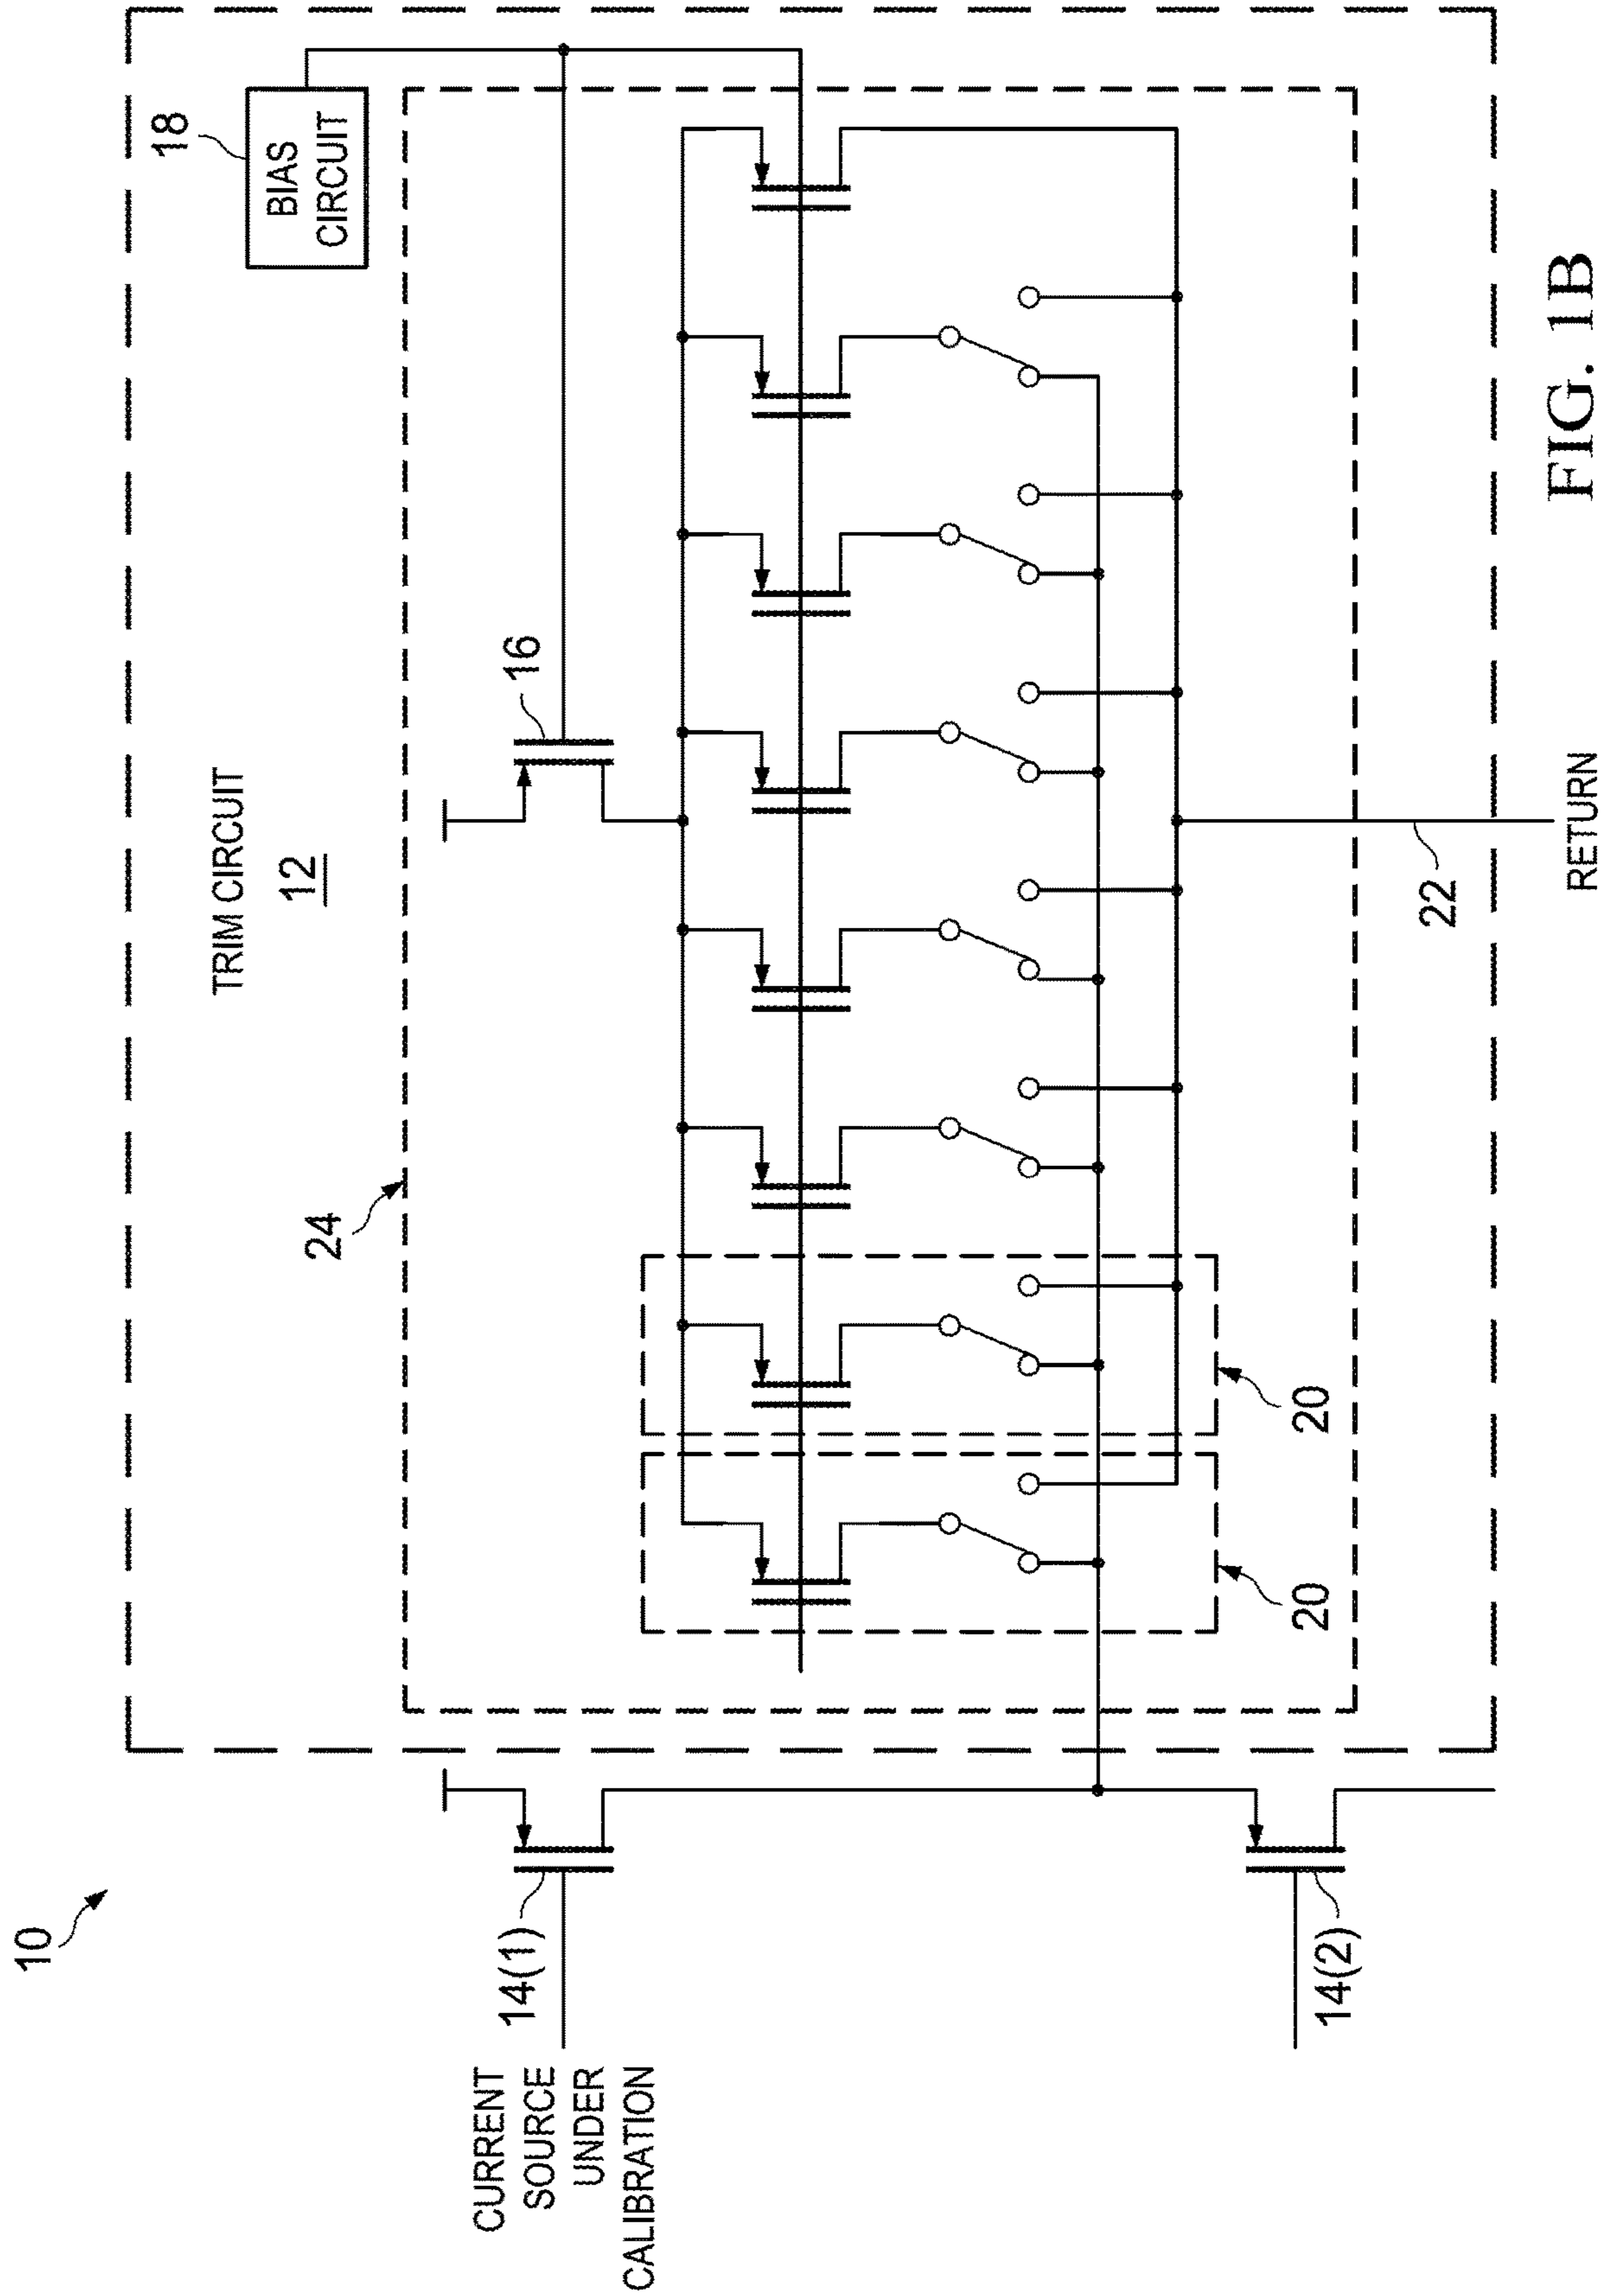 10
TRIM CIRCUIT
12
18
BIAS
CIRCUIT
24
16
CURRENT
SOURCE
UNDER
CALIBRATION
14(1)
14(2)
20
20
22
RETURN
FIG. 1B